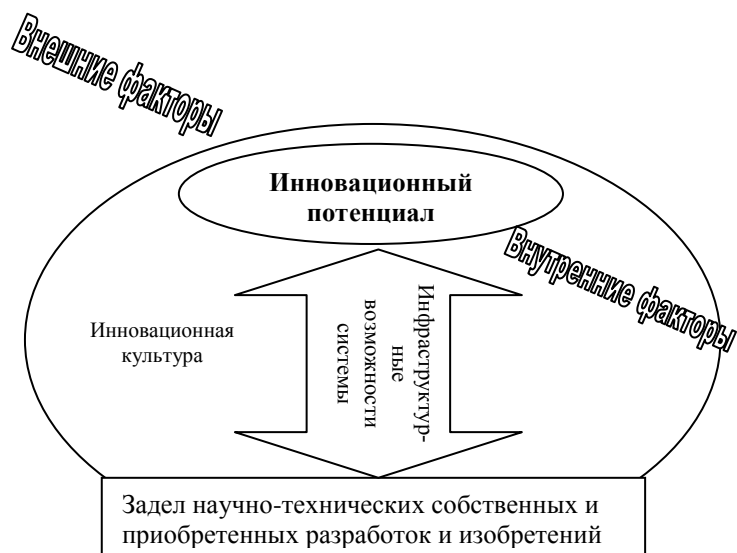 Внешние факторы
Инновационный
потенциал
Внутренние факторы
Инновационная
культура
Инфраструктур-
ные
возможности
системы
Задел научно-технических собственных и
приобретенных разработок и изобретений